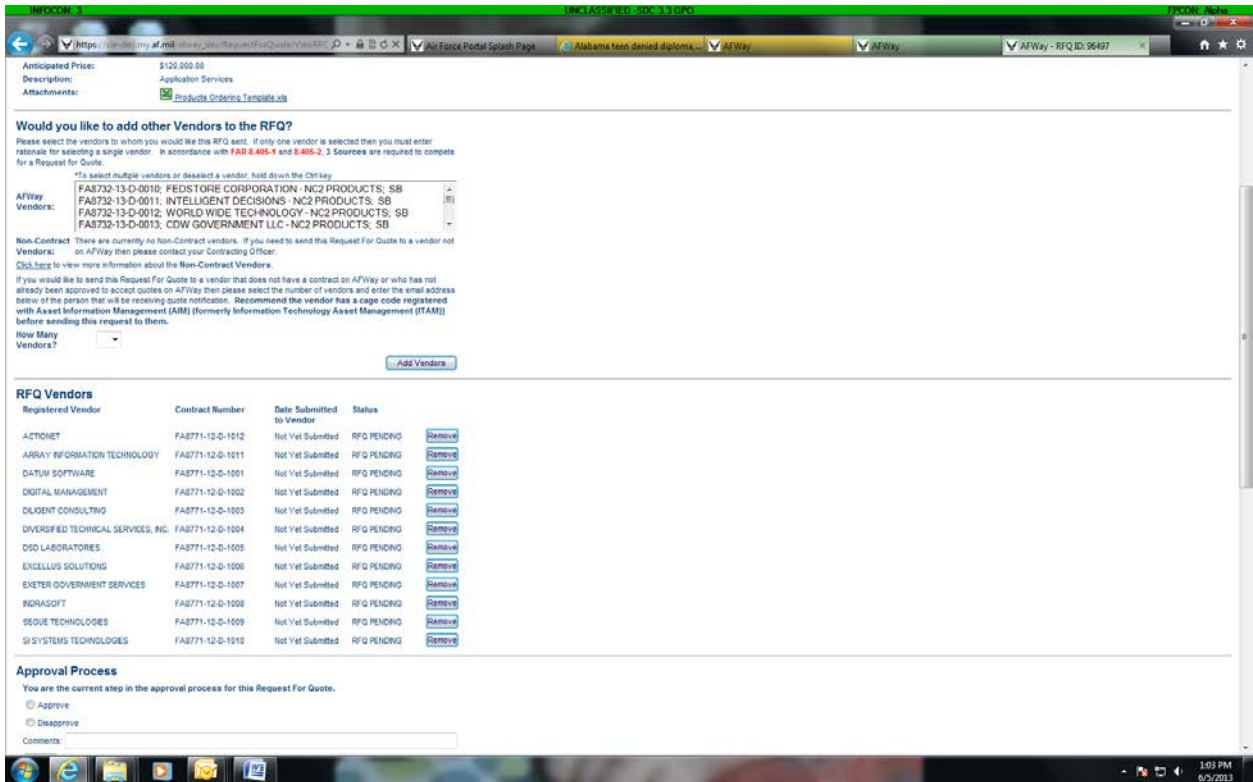 INFOCON: 3 UNCLASSIFIED -SDC 3.3 GPO FPCON: Alpha
Air Force Portal Splash Page Alabama teen denied diploma,... AFWay AFWay AFWay - RFQ ID: 96497
Anticipated Price: $120,000.00
Description: Application Services
Attachments: Products Ordering Template.xls
Would you like to add other Vendors to the RFQ?
Please select the vendors to whom you would like this RFQ sent. If only one vendor is selected then you must enter
rationale for selecting a single vendor. In accordance with FAR 8.405-1 and 8.405-2, 3 Sources are required to compete
for a Request for Quote.
*To select multiple vendors or deselect a vendor, hold down the Ctrl key
AFWay Vendors:
FA8732-13-D-0010; FEDSTORE CORPORATION - NC2 PRODUCTS; SB
FA8732-13-D-0011; INTELLIGENT DECISIONS - NC2 PRODUCTS; SB
FA8732-13-D-0012; WORLD WIDE TECHNOLOGY - NC2 PRODUCTS; SB
FA8732-13-D-0013; CDW GOVERNMENT LLC - NC2 PRODUCTS; SB
Non-Contract Vendors: There are currently no Non-Contract vendors. If you need to send this Request For Quote to a vendor not
on AFWay then please contact your Contracting Officer.
Click here to view more information about the Non-Contract Vendors.
If you would like to send this Request For Quote to a vendor that does not have a contract on AFWay or who has not
already been approved to accept quotes on AFWay then please select the number of vendors and enter the email address
below of the person that will be receiving quote notification. Recommend the vendor has a cage code registered
with Asset Information Management (AIM) (formerly Information Technology Asset Management (ITAM))
before sending this request to them.
How Many Vendors?
Add Vendors
RFQ Vendors
Registered Vendor Contract Number Date Submitted to Vendor Status
ACTIONET FA8771-12-D-1012 Not Yet Submitted RFQ PENDING Remove
ARRAY INFORMATION TECHNOLOGY FA8771-12-D-1011 Not Yet Submitted RFQ PENDING Remove
DATUM SOFTWARE FA8771-12-D-1001 Not Yet Submitted RFQ PENDING Remove
DIGITAL MANAGEMENT FA8771-12-D-1002 Not Yet Submitted RFQ PENDING Remove
DILIGENT CONSULTING FA8771-12-D-1003 Not Yet Submitted RFQ PENDING Remove
DIVERSIFIED TECHNICAL SERVICES, INC. FA8771-12-D-1004 Not Yet Submitted RFQ PENDING Remove
DSD LABORATORIES FA8771-12-D-1005 Not Yet Submitted RFQ PENDING Remove
EXCELLUS SOLUTIONS FA8771-12-D-1006 Not Yet Submitted RFQ PENDING Remove
EXETER GOVERNMENT SERVICES FA8771-12-D-1007 Not Yet Submitted RFQ PENDING Remove
INDRASOFT FA8771-12-D-1008 Not Yet Submitted RFQ PENDING Remove
SEGUE TECHNOLOGIES FA8771-12-D-1009 Not Yet Submitted RFQ PENDING Remove
SI SYSTEMS TECHNOLOGIES FA8771-12-D-1010 Not Yet Submitted RFQ PENDING Remove
Approval Process
You are the current step in the approval process for this Request For Quote.
Approve
Disapprove
Comments:
1:03 PM
6/5/2013